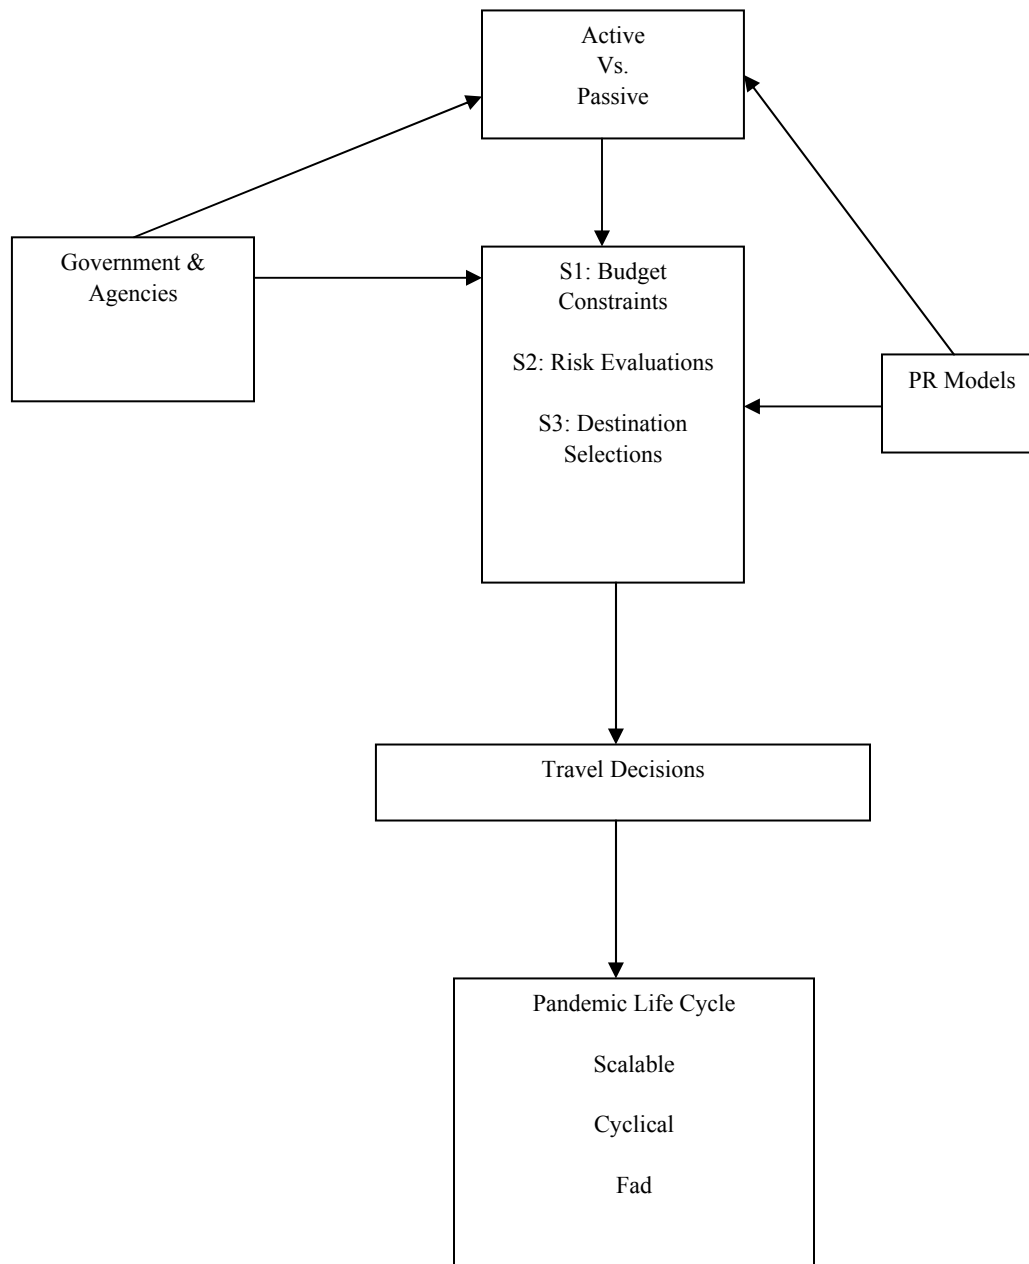 Active
Vs.
Passive
Government &
Agencies
S1: Budget
Constraints
S2: Risk Evaluations
S3: Destination
Selections
PR Models
Travel Decisions
Pandemic Life Cycle
Scalable
Cyclical
Fad